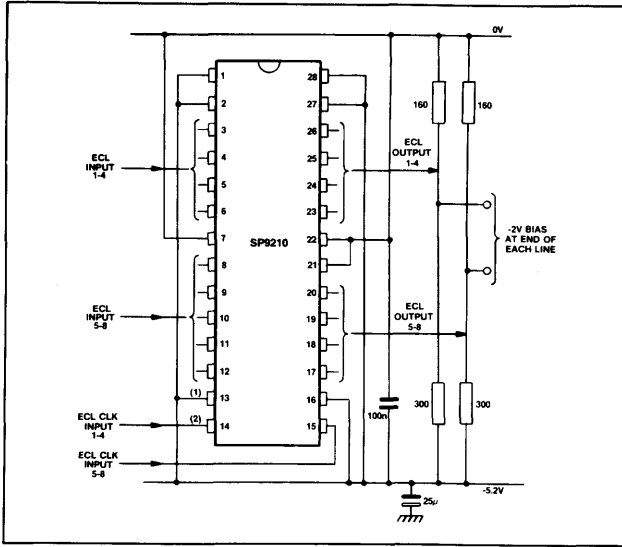 0V
1
2
3
4
5
6
7
8
9
10
11
12
13
14
28
27
26
25
24
23
22
21
20
19
18
17
16
15
SP9210
ECL
INPUT
1-4
ECL
INPUT
5-8
(1)
(2)
ECL CLK
INPUT
1-4
ECL CLK
INPUT
5-8
ECL
OUTPUT
1-4
ECL
OUTPUT
5-8
160
160
-2V BIAS
AT END OF
EACH LINE
100n
300
300
-5.2V
25μ